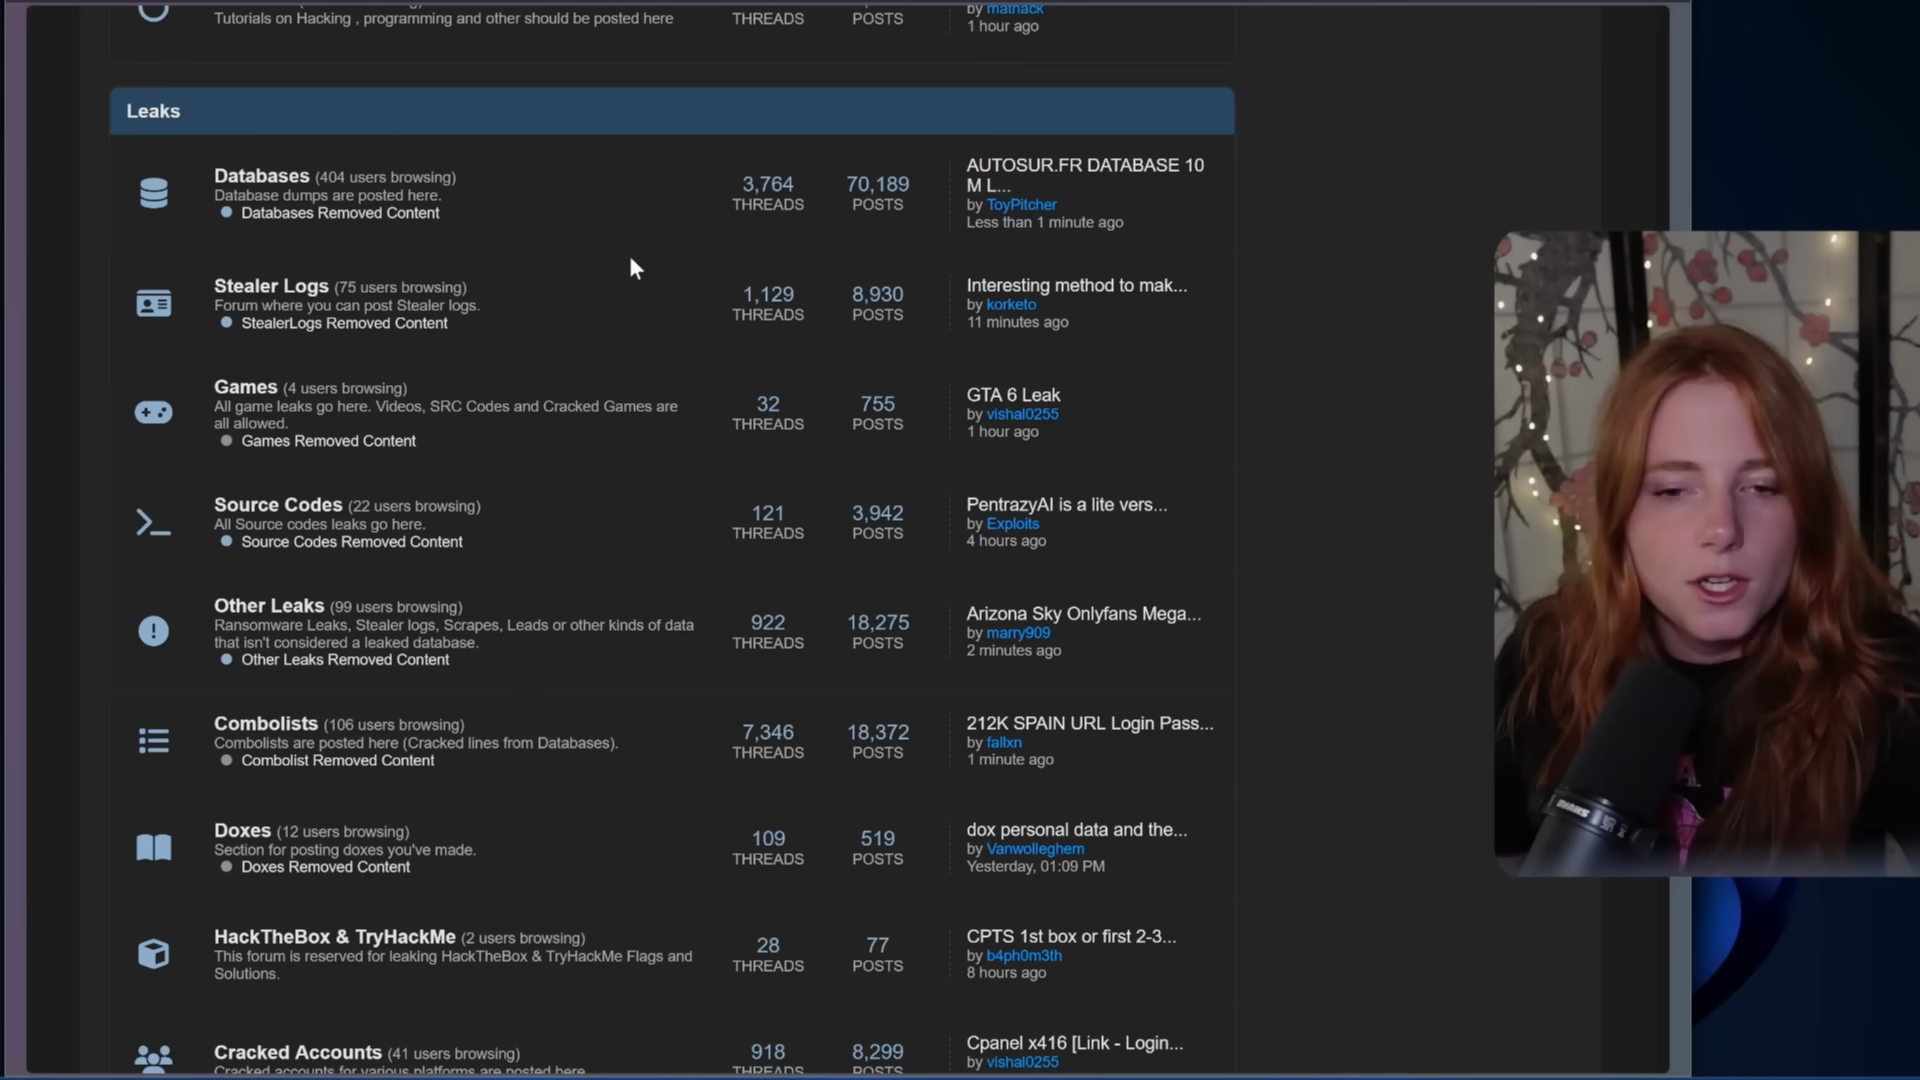 Tutorials on Hacking , programming and other should be posted here
THREADS
POSTS
by mathack
1 hour ago
Leaks
Databases (404 users browsing)
Database dumps are posted here.
Databases Removed Content
3,764
THREADS
70,189
POSTS
AUTOSUR.FR DATABASE 10
M L...
by ToyPitcher
Less than 1 minute ago
Stealer Logs (75 users browsing)
Forum where you can post Stealer logs.
StealerLogs Removed Content
1,129
THREADS
8,930
POSTS
Interesting method to mak...
by korketo
11 minutes ago
Games (4 users browsing)
All game leaks go here. Videos, SRC Codes and Cracked Games are
all allowed.
Games Removed Content
32
THREADS
755
POSTS
GTA 6 Leak
by vishal0255
1 hour ago
Source Codes (22 users browsing)
All Source codes leaks go here.
Source Codes Removed Content
121
THREADS
3,942
POSTS
PentrazyAI is a lite vers...
by Exploits
4 hours ago
Other Leaks (99 users browsing)
Ransomware Leaks, Stealer logs, Scrapes, Leads or other kinds of data
that isn't considered a leaked database.
Other Leaks Removed Content
922
THREADS
18,275
POSTS
Arizona Sky Onlyfans Mega...
by marry909
2 minutes ago
Combolists (106 users browsing)
Combolists are posted here (Cracked lines from Databases).
Combolist Removed Content
7,346
THREADS
18,372
POSTS
212K SPAIN URL Login Pass...
by fallxn
1 minute ago
Doxes (12 users browsing)
Section for posting doxes you've made.
Doxes Removed Content
109
THREADS
519
POSTS
dox personal data and the...
by Vanwolleghem
Yesterday, 01:09 PM
HackTheBox & TryHackMe (2 users browsing)
This forum is reserved for leaking HackTheBox & TryHackMe Flags and
Solutions.
28
THREADS
77
POSTS
CPTS 1st box or first 2-3...
by b4ph0m3th
8 hours ago
Cracked Accounts (41 users browsing)
Cracked accounts for various platforms are posted here
918
THREADS
8,299
POSTS
Cpanel x416 [Link - Login...
by vishal0255